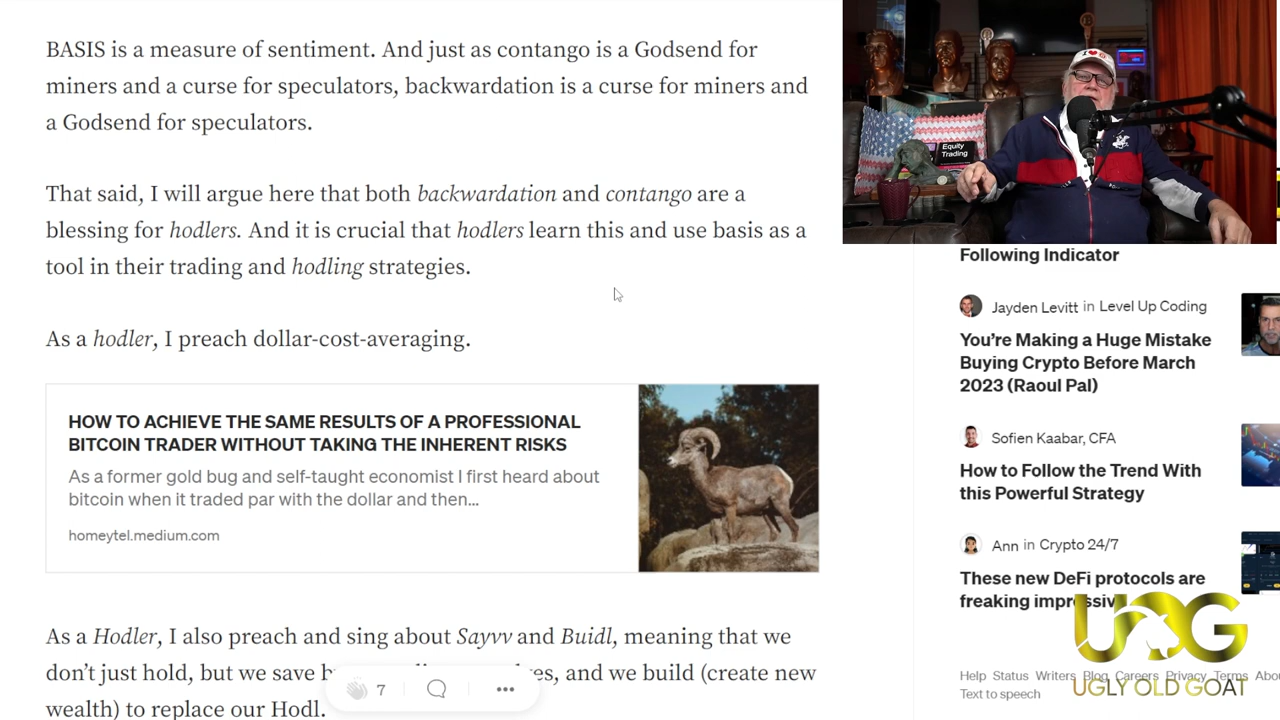 BASIS is a measure of sentiment. And just as contango is a Godsend for
miners and a curse for speculators, backwardation is a curse for miners and
a Godsend for speculators.
That said, I will argue here that both backwardation and contango are a
blessing for hodlers. And it is crucial that hodlers learn this and use basis as a
tool in their trading and hodling strategies.
As a hodler, I preach dollar-cost-averaging.
HOW TO ACHIEVE THE SAME RESULTS OF A PROFESSIONAL
BITCOIN TRADER WITHOUT TAKING THE INHERENT RISKS
As a former gold bug and self-taught economist I first heard about
bitcoin when it traded par with the dollar and then...
homeytel.medium.com
As a Hodler, I also preach and sing about Sayvv and Buidl, meaning that we
don't just hold, but we save
, and we build (create new
wealth) to replace our Hodl.
7
Equity
Trading
Following Indicator
Jayden Levitt in Level Up Coding
You're Making a Huge Mistake
Buying Crypto Before March
2023 (Raoul Pal)
Sofien Kaabar, CFA
How to Follow the Trend With
this Powerful Strategy
Ann in Crypto 24/7
These new DeFi protocols are
freaking
UOG
Help Status Writers Blog Careers Privacy Terms
Text to speech
UGLY OLD GOAT